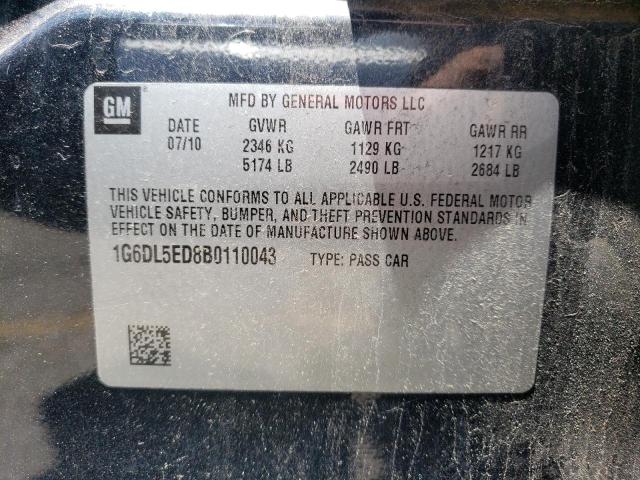 GM
MFD BY GENERAL MOTORS LLC
DATE GVWR GAWR FRT GAWR RR
07/10 2346 KG 1129 KG 1217 KG
5174 LB 2490 LB 2684 LB
THIS VEHICLE CONFORMS TO ALL APPLICABLE U.S. FEDERAL MOTOR
VEHICLE SAFETY, BUMPER, AND THEFT PREVENTION STANDARDS IN
EFFECT ON THE DATE OF MANUFACTURE SHOWN ABOVE.
1G6DL5ED8B0110043 TYPE: PASS CAR